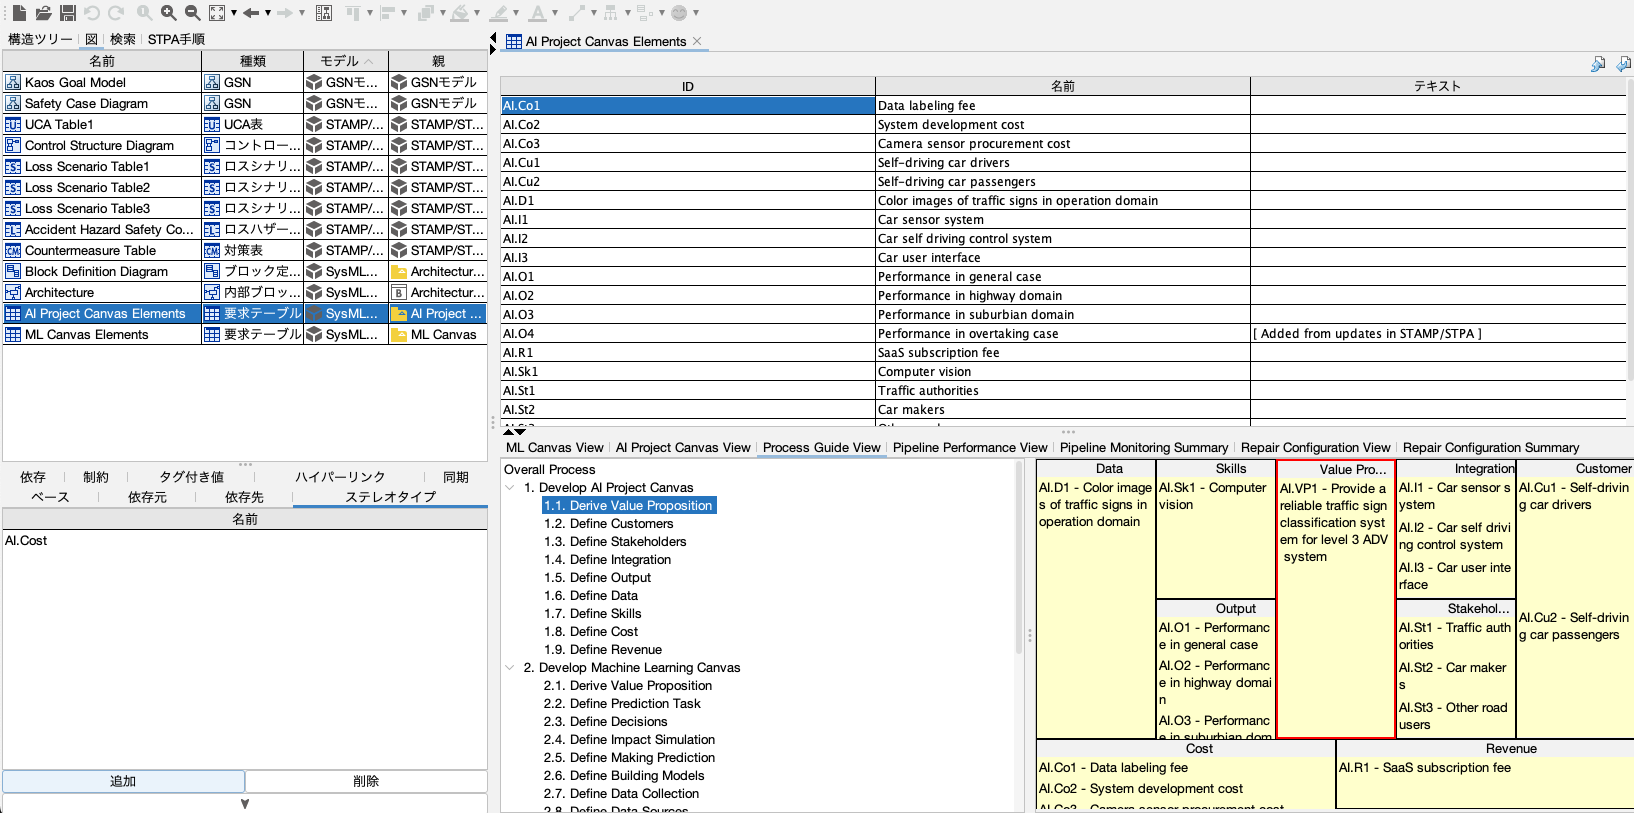 構造ツリー 図 検索 STPA手順
名前 種類 モデル 親
Kaos Goal Model GSN GSNモ... GSNモデル
Safety Case Diagram GSN GSNモ... GSNモデル
UCA Table1 UCA表 STAMP/... STAMP/ST...
Control Structure Diagram コントロー... STAMP/... STAMP/ST...
Loss Scenario Table1 ロスシナリ... STAMP/... STAMP/ST...
Loss Scenario Table2 ロスシナリ... STAMP/... STAMP/ST...
Loss Scenario Table3 ロスシナリ... STAMP/... STAMP/ST...
Accident Hazard Safety Co... ロスハザー... STAMP/... STAMP/ST...
Countermeasure Table 対策表 STAMP/... STAMP/ST...
Block Definition Diagram ブロック定... SysML... Architectur...
Architecture 内部ブロッ... SysML... Architectur...
AI Project Canvas Elements 要求テーブル SysML... AI Project ...
ML Canvas Elements 要求テーブル SysML... ML Canvas
依存 制約 タグ付き値 ハイパーリンク 同期
ベース 依存元 依存先 ステレオタイプ
名前
AI.Cost
追加 削除
AI Project Canvas Elements
ID 名前 テキスト
AI.Co1 Data labeling fee
AI.Co2 System development cost
AI.Co3 Camera sensor procurement cost
AI.Cu1 Self-driving car drivers
AI.Cu2 Self-driving car passengers
AI.D1 Color images of traffic signs in operation domain
AI.I1 Car sensor system
AI.I2 Car self driving control system
AI.I3 Car user interface
AI.O1 Performance in general case
AI.O2 Performance in highway domain
AI.O3 Performance in suburbian domain
AI.O4 Performance in overtaking case [ Added from updates in STAMP/STPA ]
AI.R1 SaaS subscription fee
AI.Sk1 Computer vision
AI.St1 Traffic authorities
AI.St2 Car makers
ML Canvas View AI Project Canvas View Process Guide View Pipeline Performance View Pipeline Monitoring Summary Repair Configuration View Repair Configuration Summary
Overall Process
1. Develop AI Project Canvas
1.1. Derive Value Proposition
1.2. Define Customers
1.3. Define Stakeholders
1.4. Define Integration
1.5. Define Output
1.6. Define Data
1.7. Define Skills
1.8. Define Cost
1.9. Define Revenue
2. Develop Machine Learning Canvas
2.1. Derive Value Proposition
2.2. Define Prediction Task
2.3. Define Decisions
2.4. Define Impact Simulation
2.5. Define Making Prediction
2.6. Define Building Models
2.7. Define Data Collection
2.8. Define Data Sources
Data
AI.D1 - Color image
s of traffic signs in
operation domain
Skills
AI.Sk1 - Computer
vision
Output
AI.O1 - Performanc
e in general case
AI.O2 - Performanc
e in highway domai
n
AI.O3 - Performanc
e in suburbian dom
Value Pro...
AI.VP1 - Provide a
reliable traffic sign
classification syst
em for level 3 ADV
system
Integration
AI.I1 - Car sensor s
ystem
AI.I2 - Car self drivi
ng control system
AI.I3 - Car user inte
rface
Stakehol...
AI.St1 - Traffic auth
orities
AI.St2 - Car maker
s
AI.St3 - Other road
users
Customer
AI.Cu1 - Self-drivin
g car drivers
AI.Cu2 - Self-drivin
g car passengers
Cost
AI.Co1 - Data labeling fee
AI.Co2 - System development cost
AI.Co3 - Camera sensor procurement cost
Revenue
AI.R1 - SaaS subscription fee